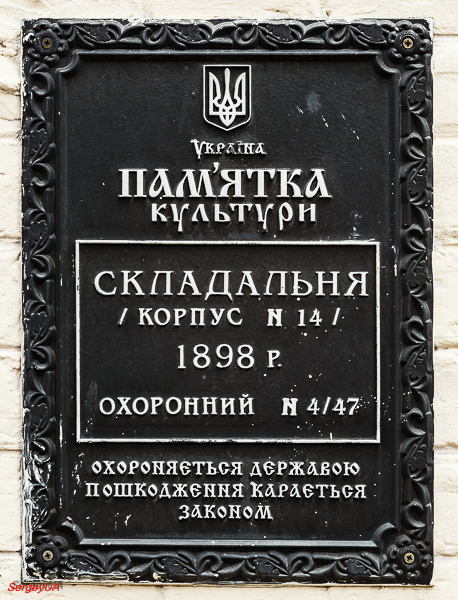 Україна
ПАМ'ЯТКА
КУЛЬТУРИ
СКЛАДАЛЬНЯ
/ КОРПУС N 14 /
1898 Р.
ОХОРОННИЙ N 4/47
ОХОРОНЯЄТЬСЯ ДЕРЖАВОЮ
ПОШКОДЖЕННЯ КАРАЄТЬСЯ
ЗАКОНОМ
SergeyUA